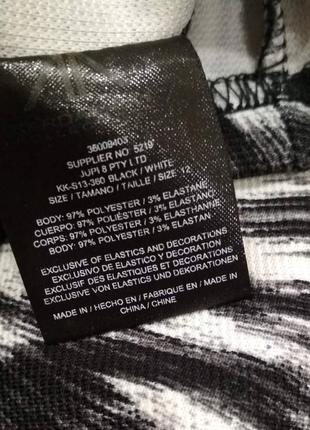 36009403
SUPPLIER NO 5219
JUPI 8 PTY LTD
KK-S13-360 BLACK / WHITE
SIZE / TAMANO / TAILLE / SIZE: 12
BODY: 97% POLYESTER / 3% ELASTANE
CUERPO: 97% POLIÉSTER / 3% ELASTANO
CORPS: 97% POLYESTER / 3% ELASTHANNE
BODY: 97% POLYESTER / 3% ELASTAN
EXCLUSIVE OF ELASTICS AND DECORATIONS
EXCLUSIVO DE ELASTICO Y DECORATION
EXCLUSIF DES ELASTIQUES ET DECORATIONS
EXCLUSIVE VON ELASTICS UND DEKORATIONEN
MADE IN / HECHO EN / FABRIQUE EN / MADE IN
CHINA / CHINE